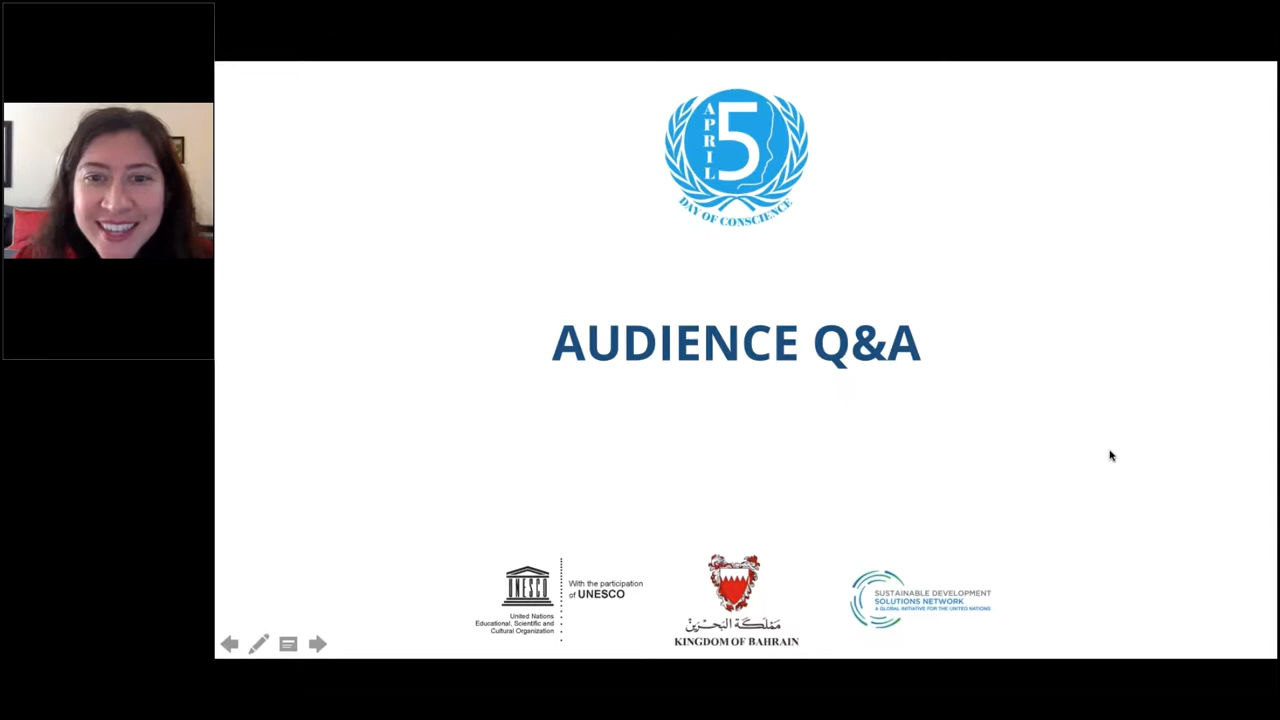 APRIL
5
DAY OF CONSCIENCE
AUDIENCE Q&A
UNESCO
United Nations
Educational, Scientific and
Cultural Organization
With the participation
of UNESCO
مملكة البحرين
KINGDOM OF BAHRAIN
SUSTAINABLE DEVELOPMENT
SOLUTIONS NETWORK
A GLOBAL INITIATIVE FOR THE UNITED NATIONS